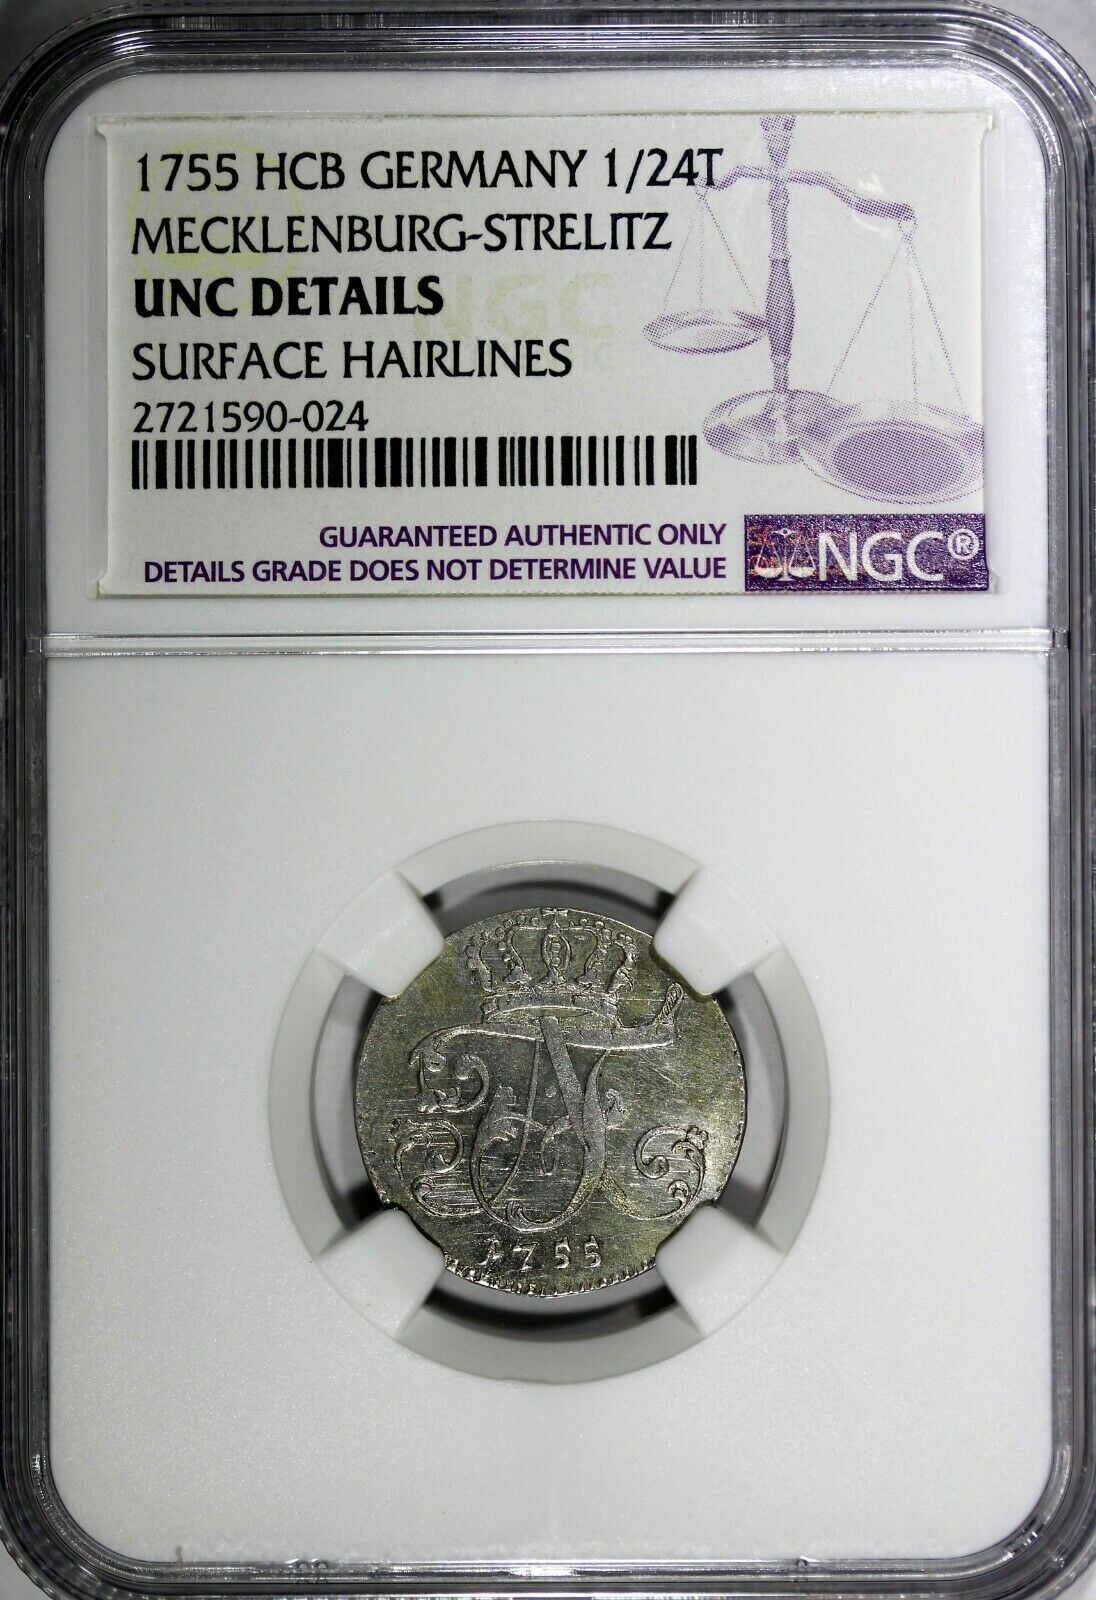 1755 HCB GERMANY 1/24T
MECKLENBURG-STRELITZ
UNC DETAILS
SURFACE HAIRLINES
2721590-024
NGC
GUARANTEED AUTHENTIC ONLY
DETAILS GRADE DOES NOT DETERMINE VALUE
NGC®
1755